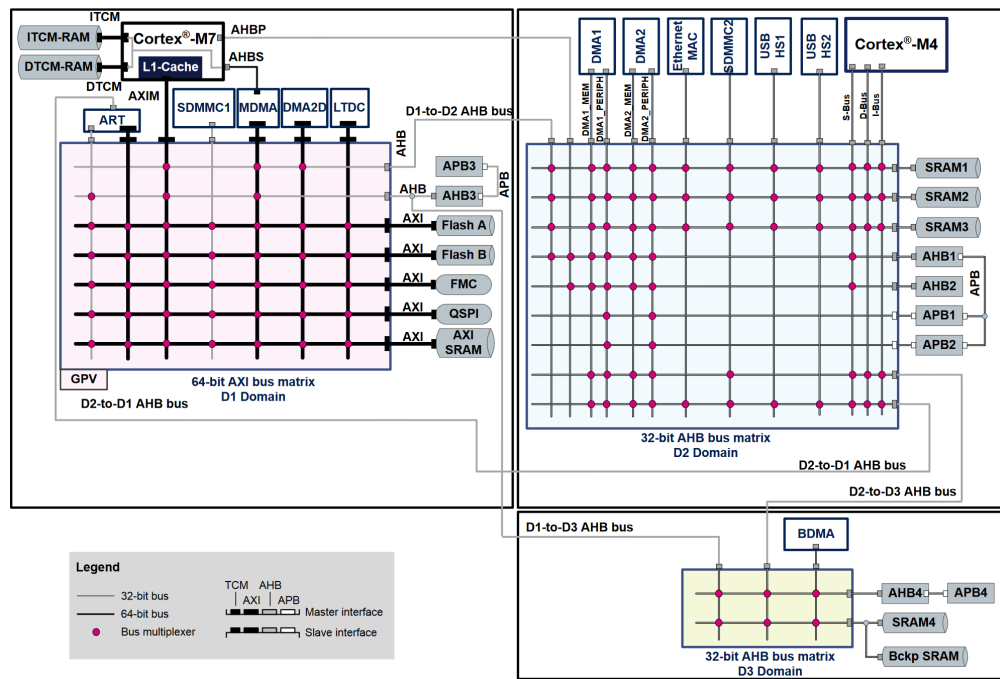 ITCM
ITCM-RAM
Cortex®-M7
AHBP
DTCM-RAM
L1-Cache
AHBS
DTCM
AXIM
ART
SDMMC1
MDMA
DMA2D
LTDC
D1-to-D2 AHB bus
AHB
APB3
AHB
AHB3
APB
AXI
Flash A
AXI
Flash B
AXI
FMC
AXI
QSPI
AXI
AXI
SRAM
GPV
64-bit AXI bus matrix
D1 Domain
D2-to-D1 AHB bus
DMA1
DMA2
Ethernet
MAC
SDMMC2
USB
HS1
USB
HS2
Cortex®-M4
DMA1_MEM
DMA1_PERIPH
DMA2_MEM
DMA2_PERIPH
S-Bus
D-Bus
I-Bus
SRAM1
SRAM2
SRAM3
AHB1
AHB2
APB
APB1
APB2
32-bit AHB bus matrix
D2 Domain
D2-to-D1 AHB bus
D2-to-D3 AHB bus
D1-to-D3 AHB bus
BDMA
AHB4
APB4
SRAM4
Bckp SRAM
32-bit AHB bus matrix
D3 Domain
Legend
32-bit bus
64-bit bus
Bus multiplexer
TCM
AHB
AXI
APB
Master interface
Slave interface